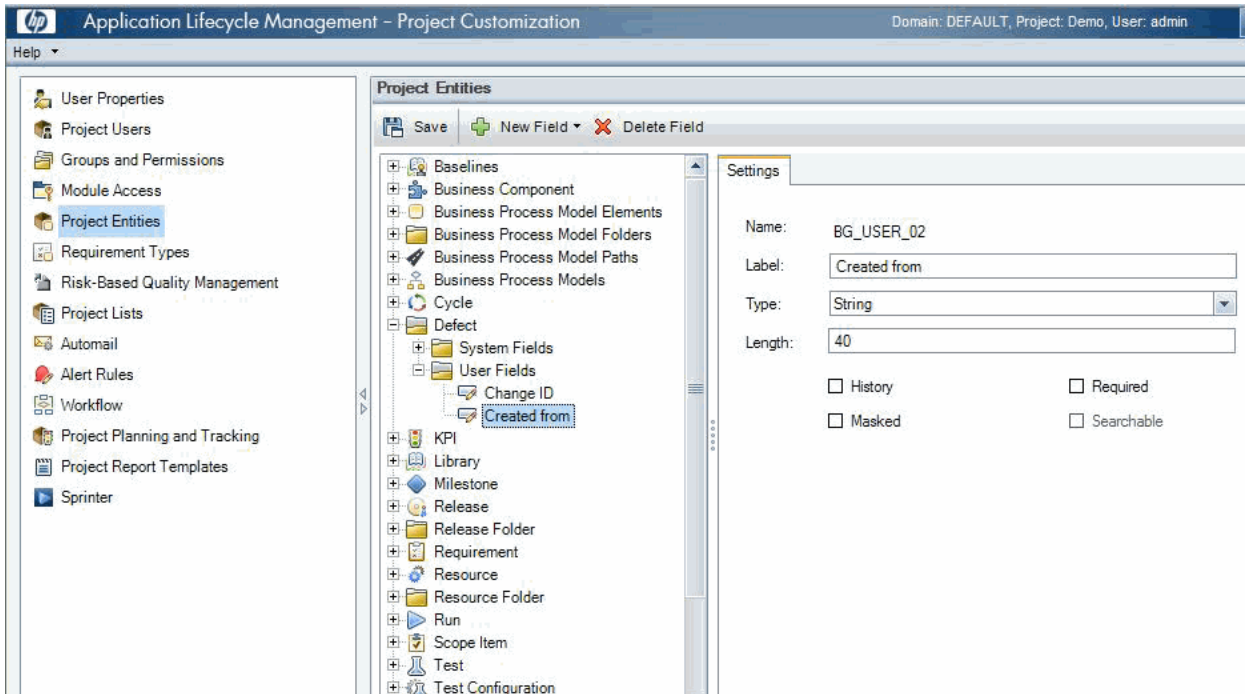 hp Application Lifecycle Management – Project Customization Domain: DEFAULT, Project: Demo, User: admin
Help
User Properties
Project Users
Groups and Permissions
Module Access
Project Entities
Requirement Types
Risk-Based Quality Management
Project Lists
Automail
Alert Rules
Workflow
Project Planning and Tracking
Project Report Templates
Sprinter
Project Entities
Save New Field Delete Field
Baselines
Business Component
Business Process Model Elements
Business Process Model Folders
Business Process Model Paths
Business Process Models
Cycle
Defect
System Fields
User Fields
Change ID
Created from
KPI
Library
Milestone
Release
Release Folder
Requirement
Resource
Resource Folder
Run
Scope Item
Test
Test Configuration
Settings
Name: BG_USER_02
Label: Created from
Type: String
Length: 40
History Required
Masked Searchable